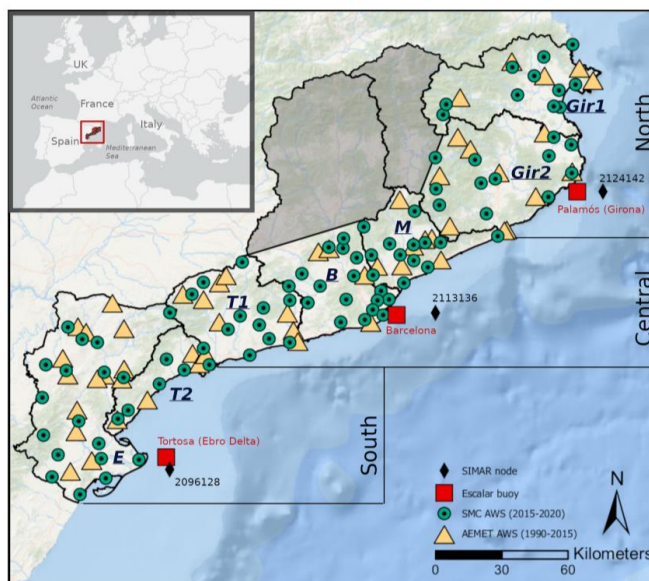 UK
Atlantic
Ocean
France
Italy
Spain
Mediterranean
Sea
Gir1
North
Gir2
2124142
Palamós (Girona)
M
B
Central
T1
2113136
Barcelona
T2
South
Tortosa (Ebro Delta)
E
2096128
SIMAR node
Escalar buoy
SMC AWS (2015-2020)
AEMET AWS (1990-2015)
N
Kilometers
0 30 60